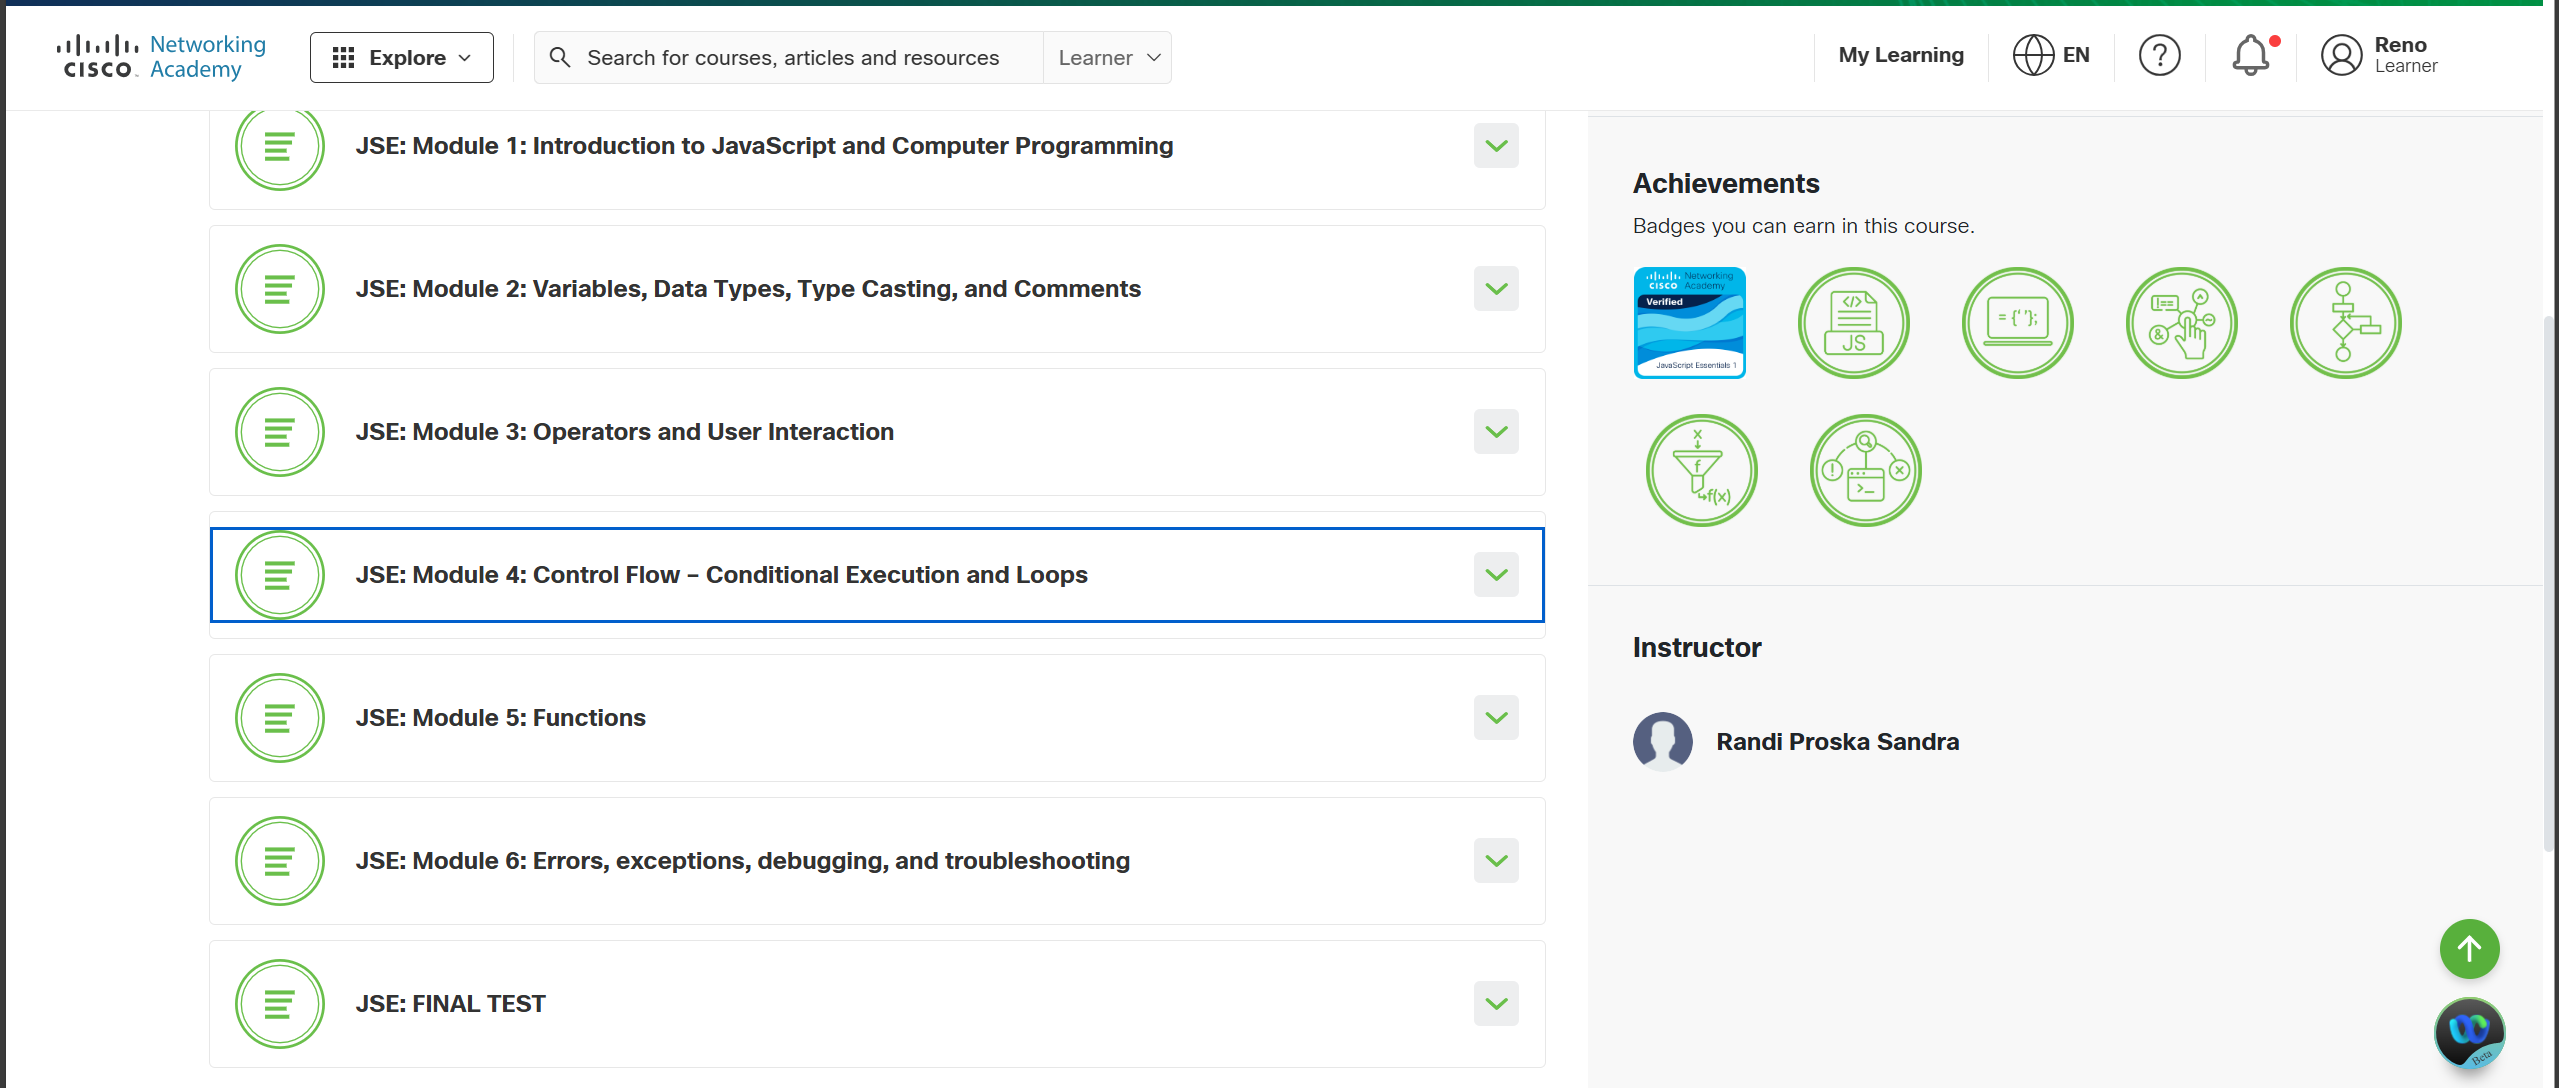 CISCO
Networking
Academy
Explore
Search for courses, articles and resources
Learner
My Learning
EN
?
Reno
Learner
JSE: Module 1: Introduction to JavaScript and Computer Programming
JSE: Module 2: Variables, Data Types, Type Casting, and Comments
JSE: Module 3: Operators and User Interaction
JSE: Module 4: Control Flow – Conditional Execution and Loops
JSE: Module 5: Functions
JSE: Module 6: Errors, exceptions, debugging, and troubleshooting
JSE: FINAL TEST
Achievements
Badges you can earn in this course.
CISCO
Networking
Academy
Verified
JavaScript Essentials 1
</>
JS
= {' '};
!==
^
&
~
x
f
f(x)
!
x
>_
Instructor
Randi Proska Sandra
Beta